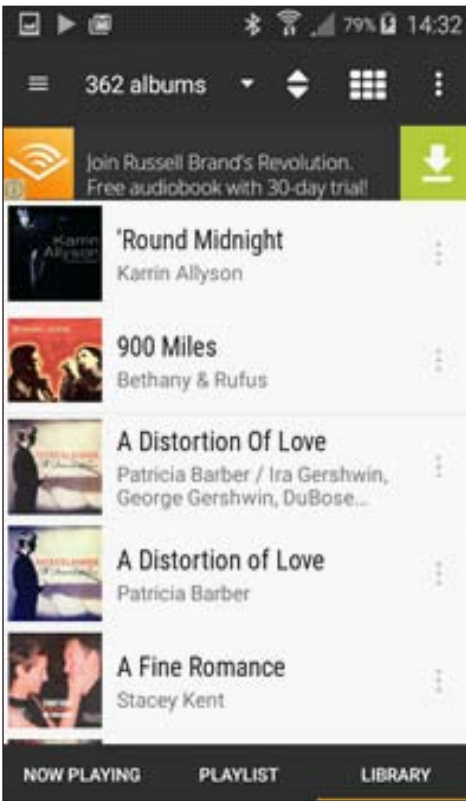 79% 14:32
362 albums
Join Russell Brand's Revolution.
Free audiobook with 30-day trial!
'Round Midnight
Karrin Allyson
Karrin
Allyson
900 Miles
Bethany & Rufus
A Distortion Of Love
Patricia Barber / Ira Gershwin,
George Gershwin, DuBose...
A Distortion of Love
Patricia Barber
A Fine Romance
Stacey Kent
NOW PLAYING PLAYLIST LIBRARY